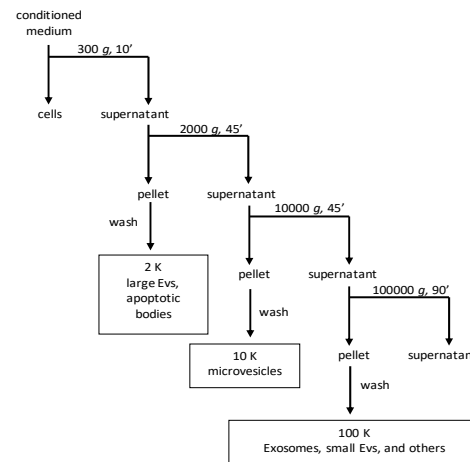 conditioned
medium
300 g, 10’
cells
supernatant
2000 g, 45’
pellet
supernatant
wash
10000 g, 45’
2 K
large Evs,
apoptotic
bodies
pellet
supernatant
100000 g, 90’
wash
10 K
microvesicles
pellet
supernatan
wash
100 K
Exosomes, small Evs, and others